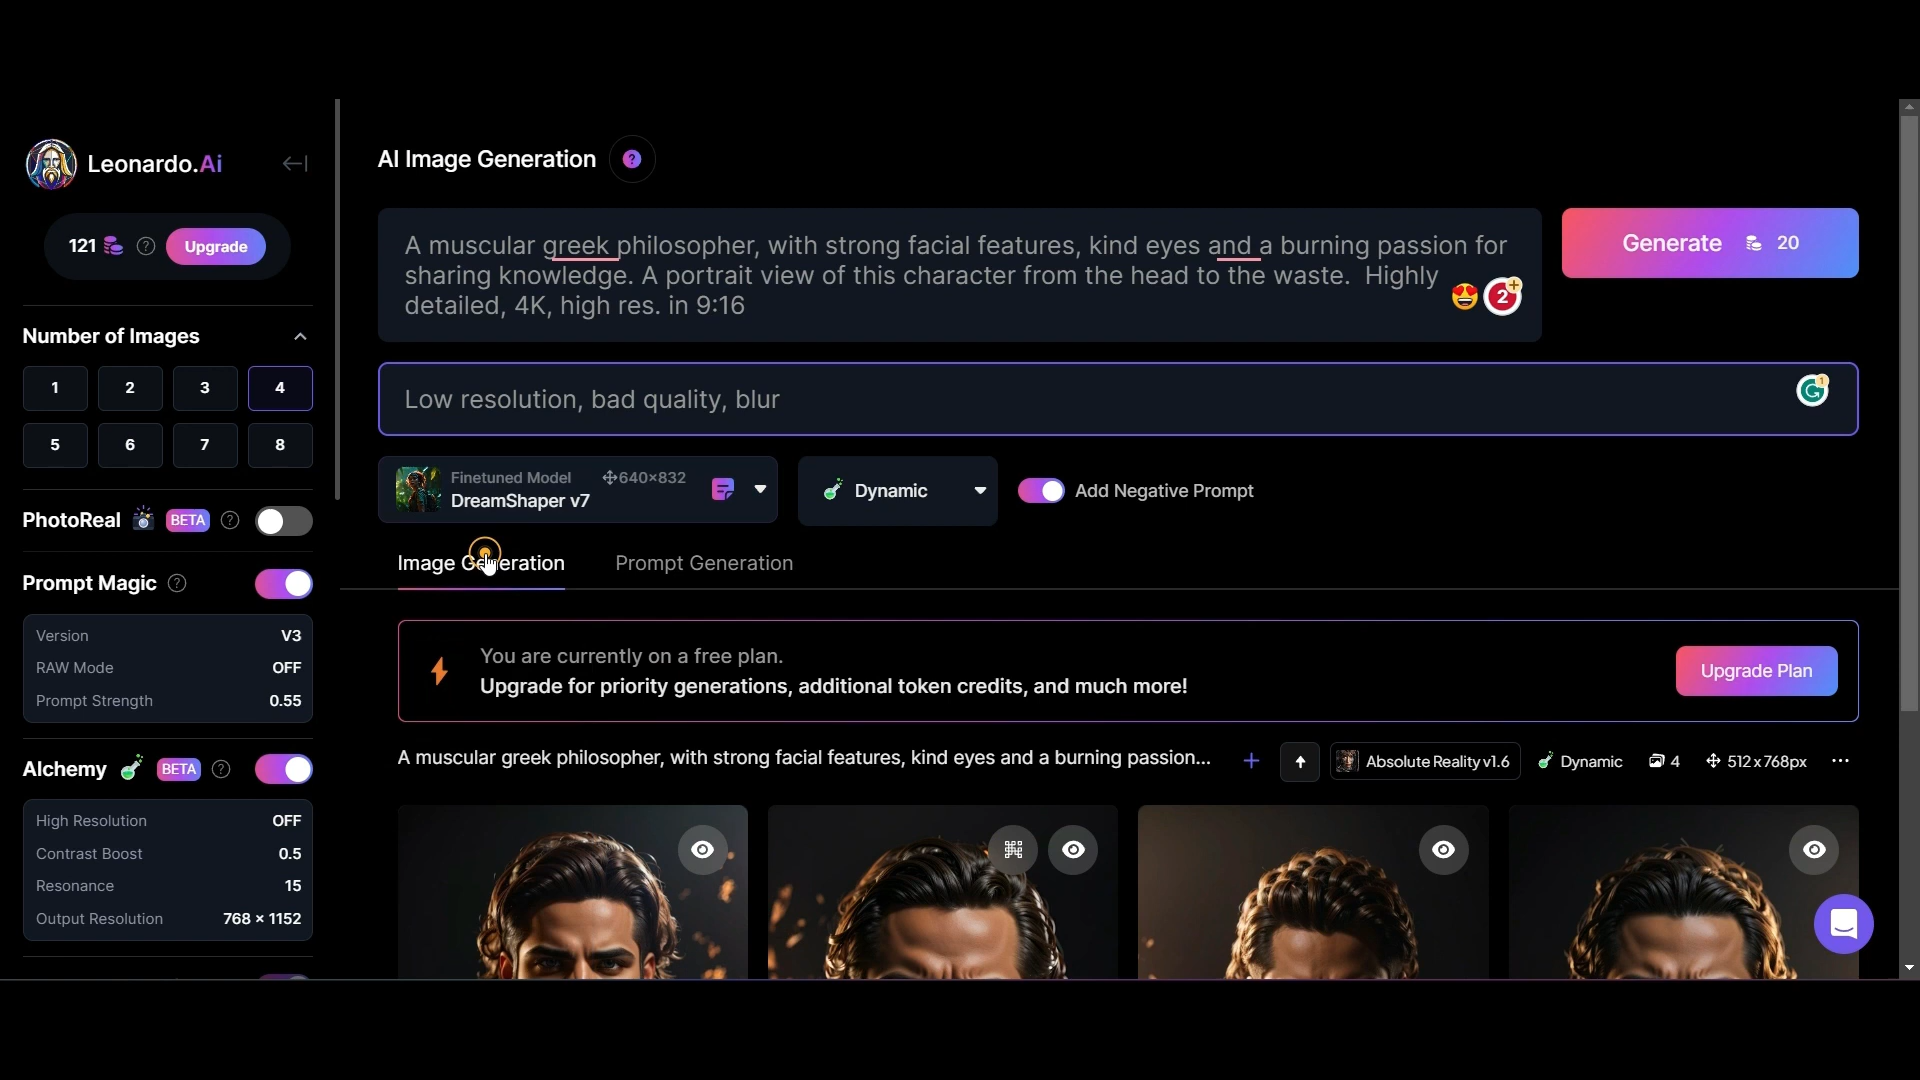 Leonardo.Ai
121
Upgrade
Number of Images
1 2 3 4
5 6 7 8
PhotoReal BETA ?
Prompt Magic ?
Version V3
RAW Mode OFF
Prompt Strength 0.55
Alchemy BETA ?
High Resolution OFF
Contrast Boost 0.5
Resonance 15
Output Resolution 768 × 1152
AI Image Generation ?
A muscular greek philosopher, with strong facial features, kind eyes and a burning passion for
sharing knowledge. A portrait view of this character from the head to the waste. Highly
detailed, 4K, high res. in 9:16
2
Generate 20
Low resolution, bad quality, blur
Finetuned Model 640×832
DreamShaper v7
Dynamic
Add Negative Prompt
Image Generation Prompt Generation
You are currently on a free plan.
Upgrade for priority generations, additional token credits, and much more!
Upgrade Plan
A muscular greek philosopher, with strong facial features, kind eyes and a burning passion...
Absolute Reality v1.6 Dynamic 4 512 x 768px